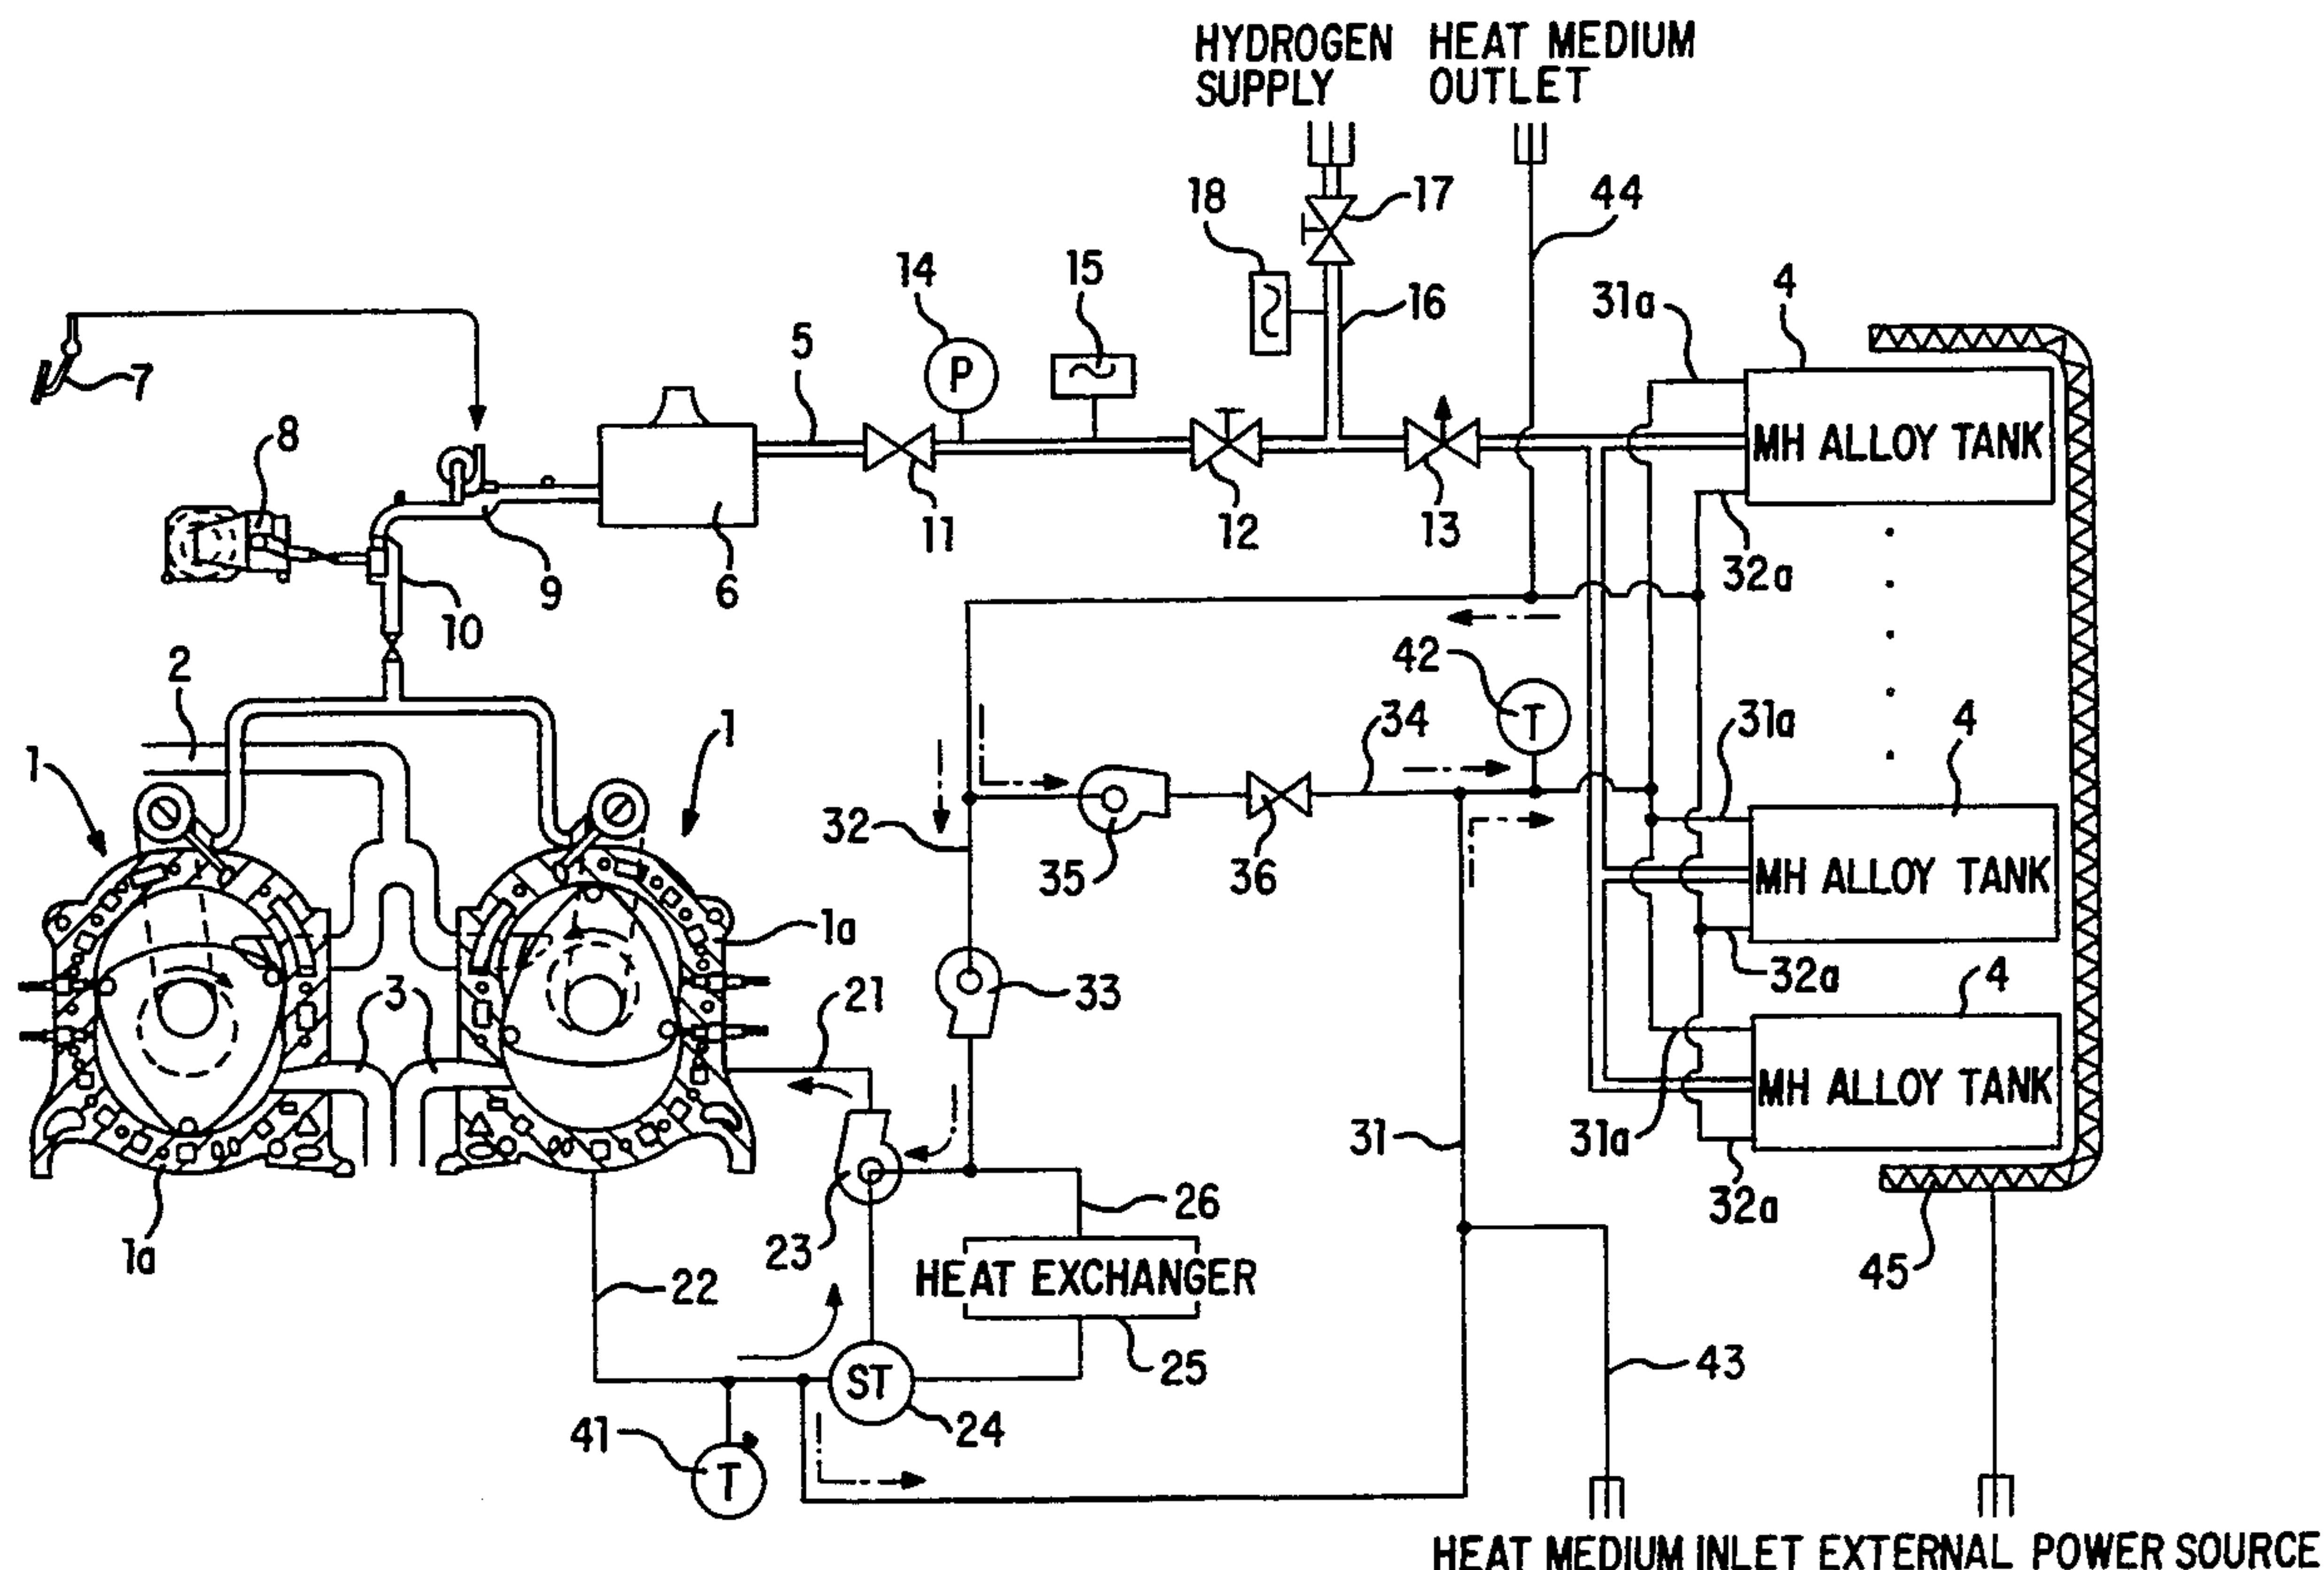 HYDROGEN SUPPLY
HEAT MEDIUM OUTLET
18
17
44
14
15
16
31a
4
5
7
8
MH ALLOY TANK
11
12
13
6
9
10
32a
2
42
34
31a
4
1
1
32
35
36
MH ALLOY TANK
1a
33
32a
3
21
4
MH ALLOY TANK
31
31a
32a
26
23
1a
22
HEAT EXCHANGER
45
25
43
ST
24
41
T
T
P
HEAT MEDIUM INLET
EXTERNAL POWER SOURCE